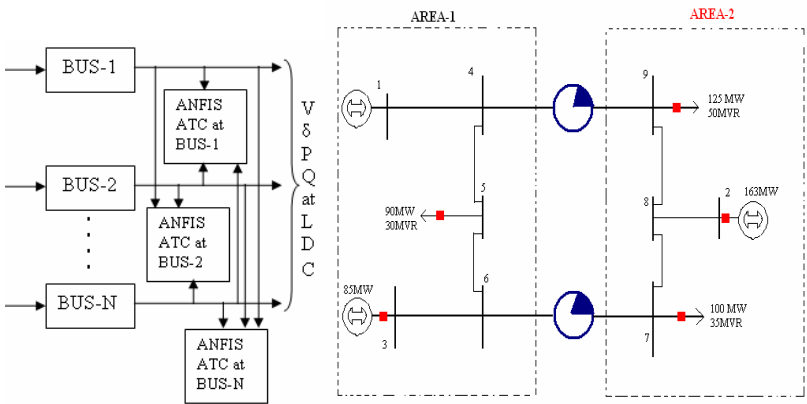 BUS-1
ANFIS
ATC at
BUS-1
BUS-2
ANFIS
ATC at
BUS-2
BUS-N
ANFIS
ATC at
BUS-N
V
δ
P
Q
at
L
D
C
AREA-1
AREA-2
1
4
9
125 MW
50MVR
90MW
30MVR
5
8
2
163MW
85MW
3
6
7
100 MW
35MVR